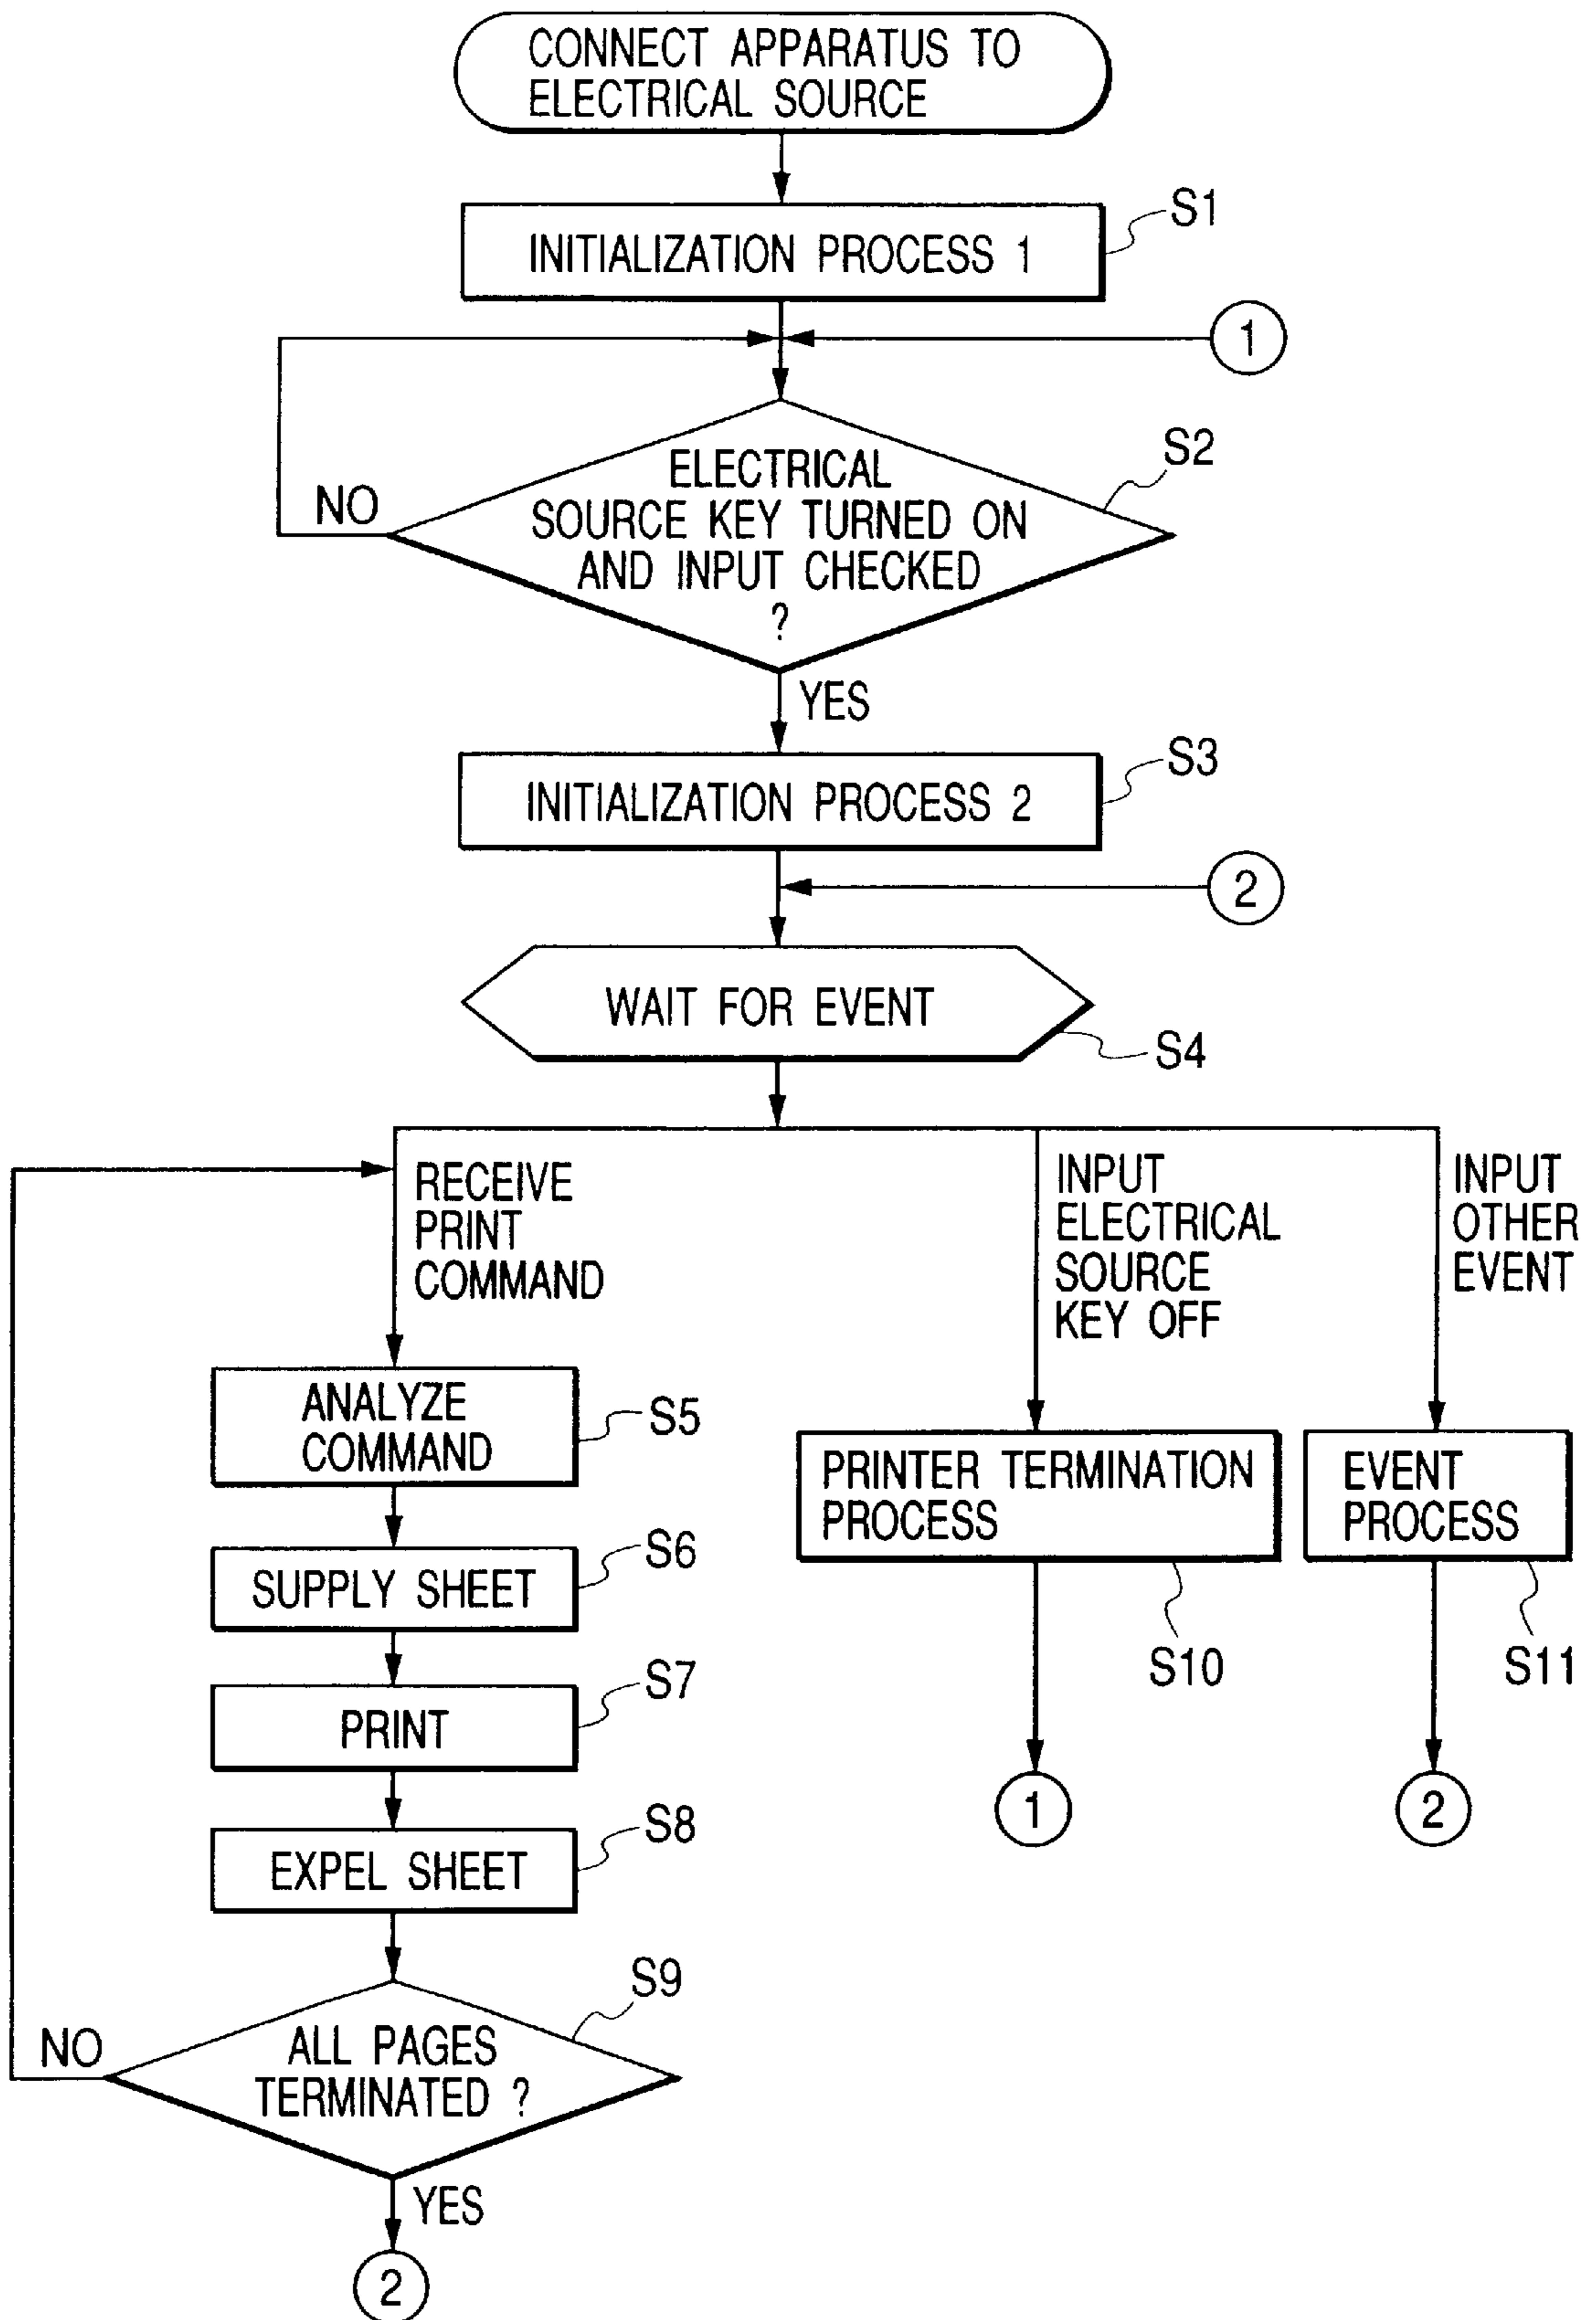 CONNECT APPARATUS TO
ELECTRICAL SOURCE
INITIALIZATION PROCESS 1
S1
1
ELECTRICAL
SOURCE KEY TURNED ON
AND INPUT CHECKED
?
S2
NO
YES
INITIALIZATION PROCESS 2
S3
2
WAIT FOR EVENT
S4
RECEIVE
PRINT
COMMAND
INPUT
ELECTRICAL
SOURCE
KEY OFF
INPUT
OTHER
EVENT
ANALYZE
COMMAND
S5
SUPPLY SHEET
S6
PRINT
S7
EXPEL SHEET
S8
ALL PAGES
TERMINATED ?
S9
NO
YES
2
PRINTER TERMINATION
PROCESS
S10
1
EVENT
PROCESS
S11
2